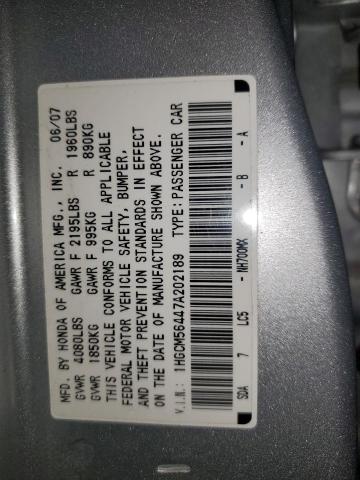 MFD. BY HONDA OF AMERICA MFG., INC. 06/07
GVWR 4080LBS GAWR F 2195LBS R 1960LBS
GVWR 1850KG GAWR F 995KG R 890KG
THIS VEHICLE CONFORMS TO ALL APPLICABLE
FEDERAL MOTOR VEHICLE SAFETY, BUMPER,
AND THEFT PREVENTION STANDARDS IN EFFECT
ON THE DATE OF MANUFACTURE SHOWN ABOVE.
V.I.N.: 1HGCM56447A202189 TYPE: PASSENGER CAR
SDA 7 LC5 - NH700MX - B - A